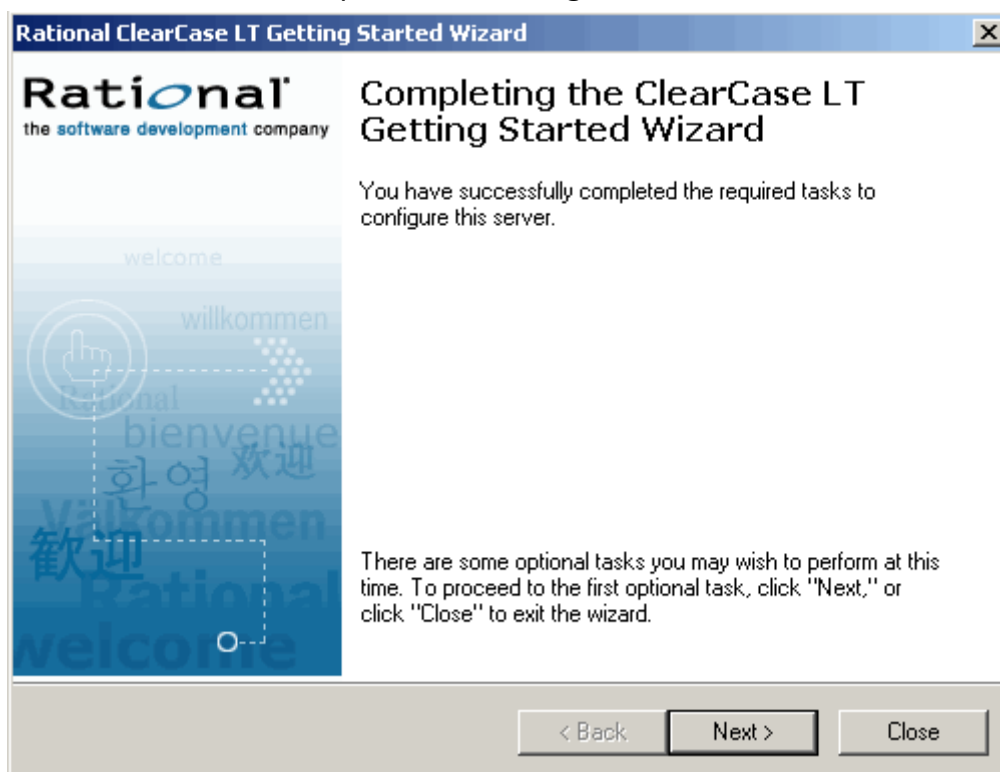 Rational ClearCase LT Getting Started Wizard
Rational
the software development company
Completing the ClearCase LT
Getting Started Wizard
You have successfully completed the required tasks to
configure this server.
welcome
willkommen
Rational
bienvenue
환영 欢迎
Välkommen
歓迎
Rational
welcome
There are some optional tasks you may wish to perform at this
time. To proceed to the first optional task, click "Next," or
click "Close" to exit the wizard.
< Back Next > Close